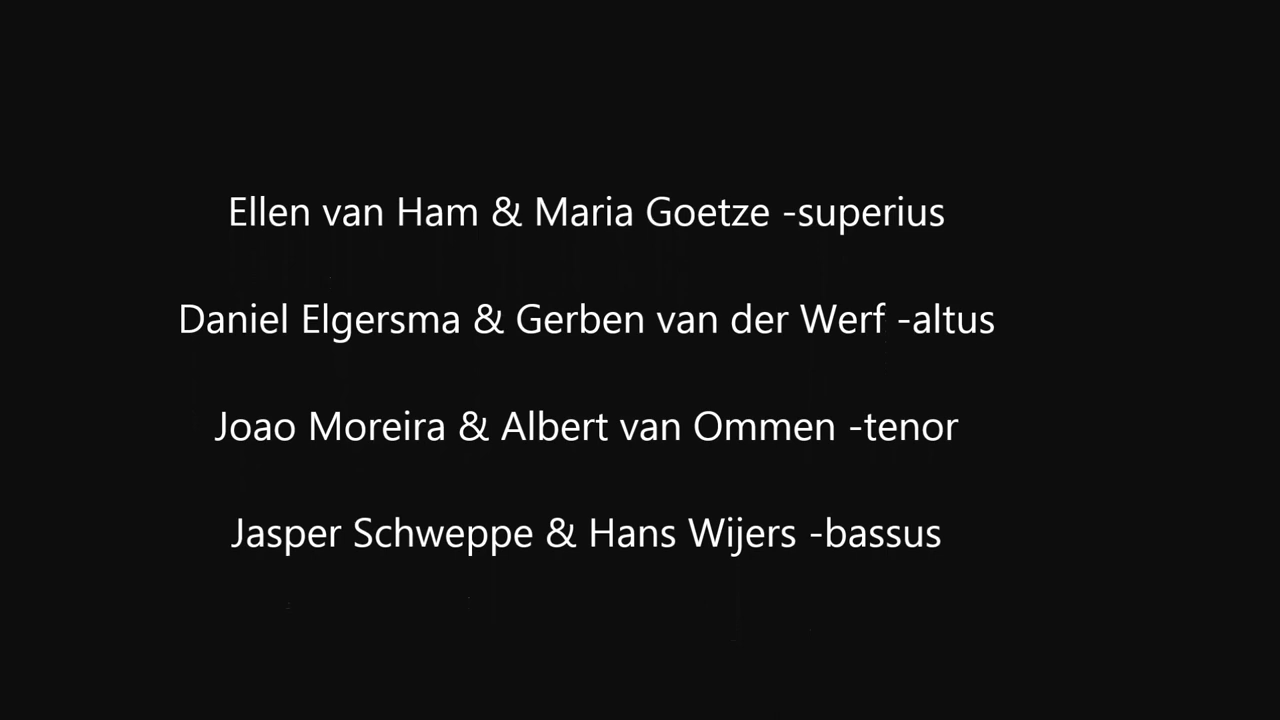 Ellen van Ham & Maria Goetze -superius
Daniel Elgersma & Gerben van der Werf -altus
Joao Moreira & Albert van Ommen -tenor
Jasper Schweppe & Hans Wijers -bassus